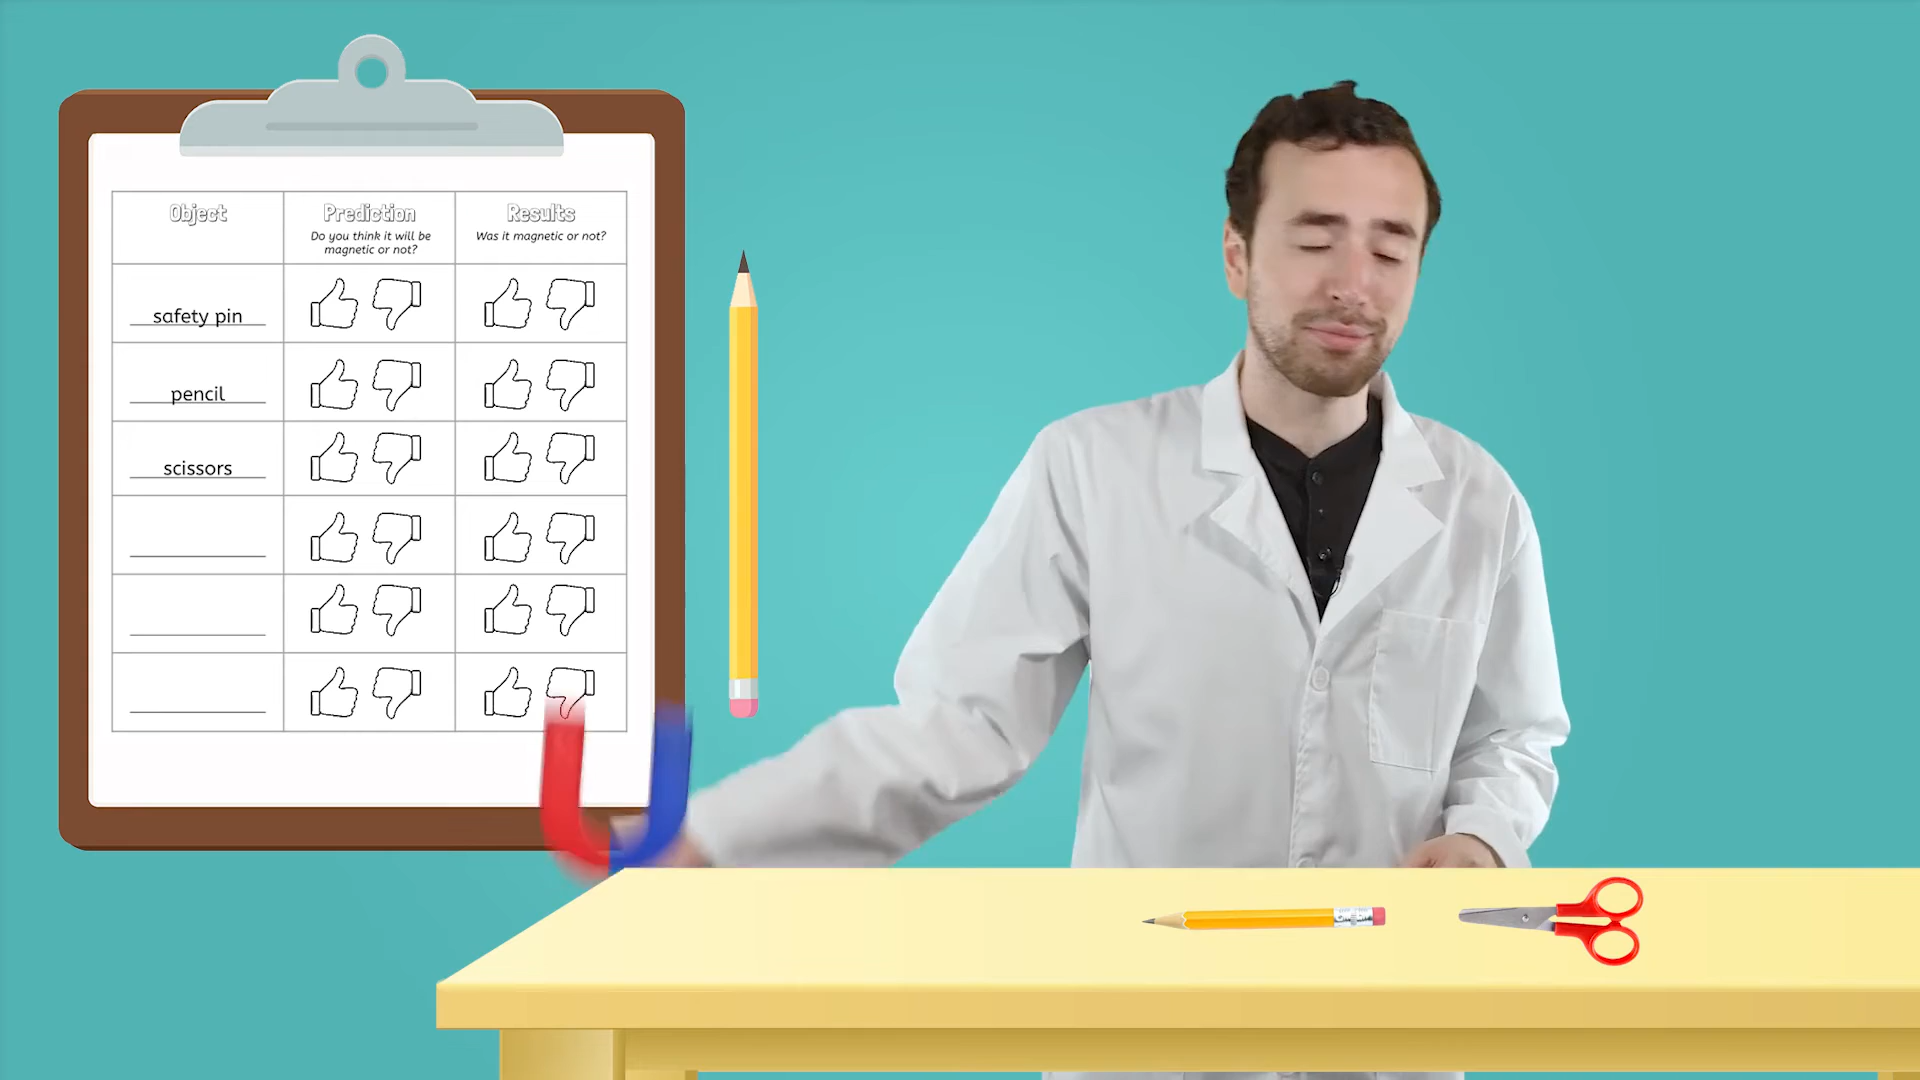 Object
Prediction
Results
Do you think it will be
magnetic or not?
Was it magnetic or not?
safety pin
pencil
scissors